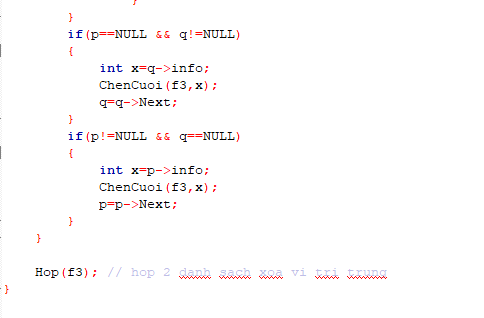 }
}
if(p==NULL && q!=NULL)
{
int x=q->info;
ChenCuoi(f3,x);
q=q->Next;
}
if(p!=NULL && q==NULL)
{
int x=p->info;
ChenCuoi(f3,x);
p=p->Next;
}
}
Hop(f3); // hop 2 danh sach xoa vi tri trung
}